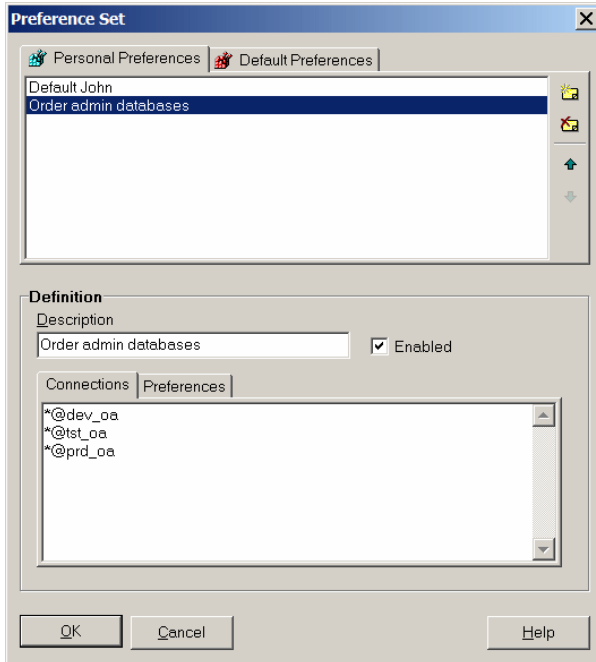 Preference Set
Personal Preferences Default Preferences
Default John
Order admin databases
Definition
Description
Order admin databases Enabled
Connections Preferences
*@dev_oa
*@tst_oa
*@prd_oa
OK Cancel Help